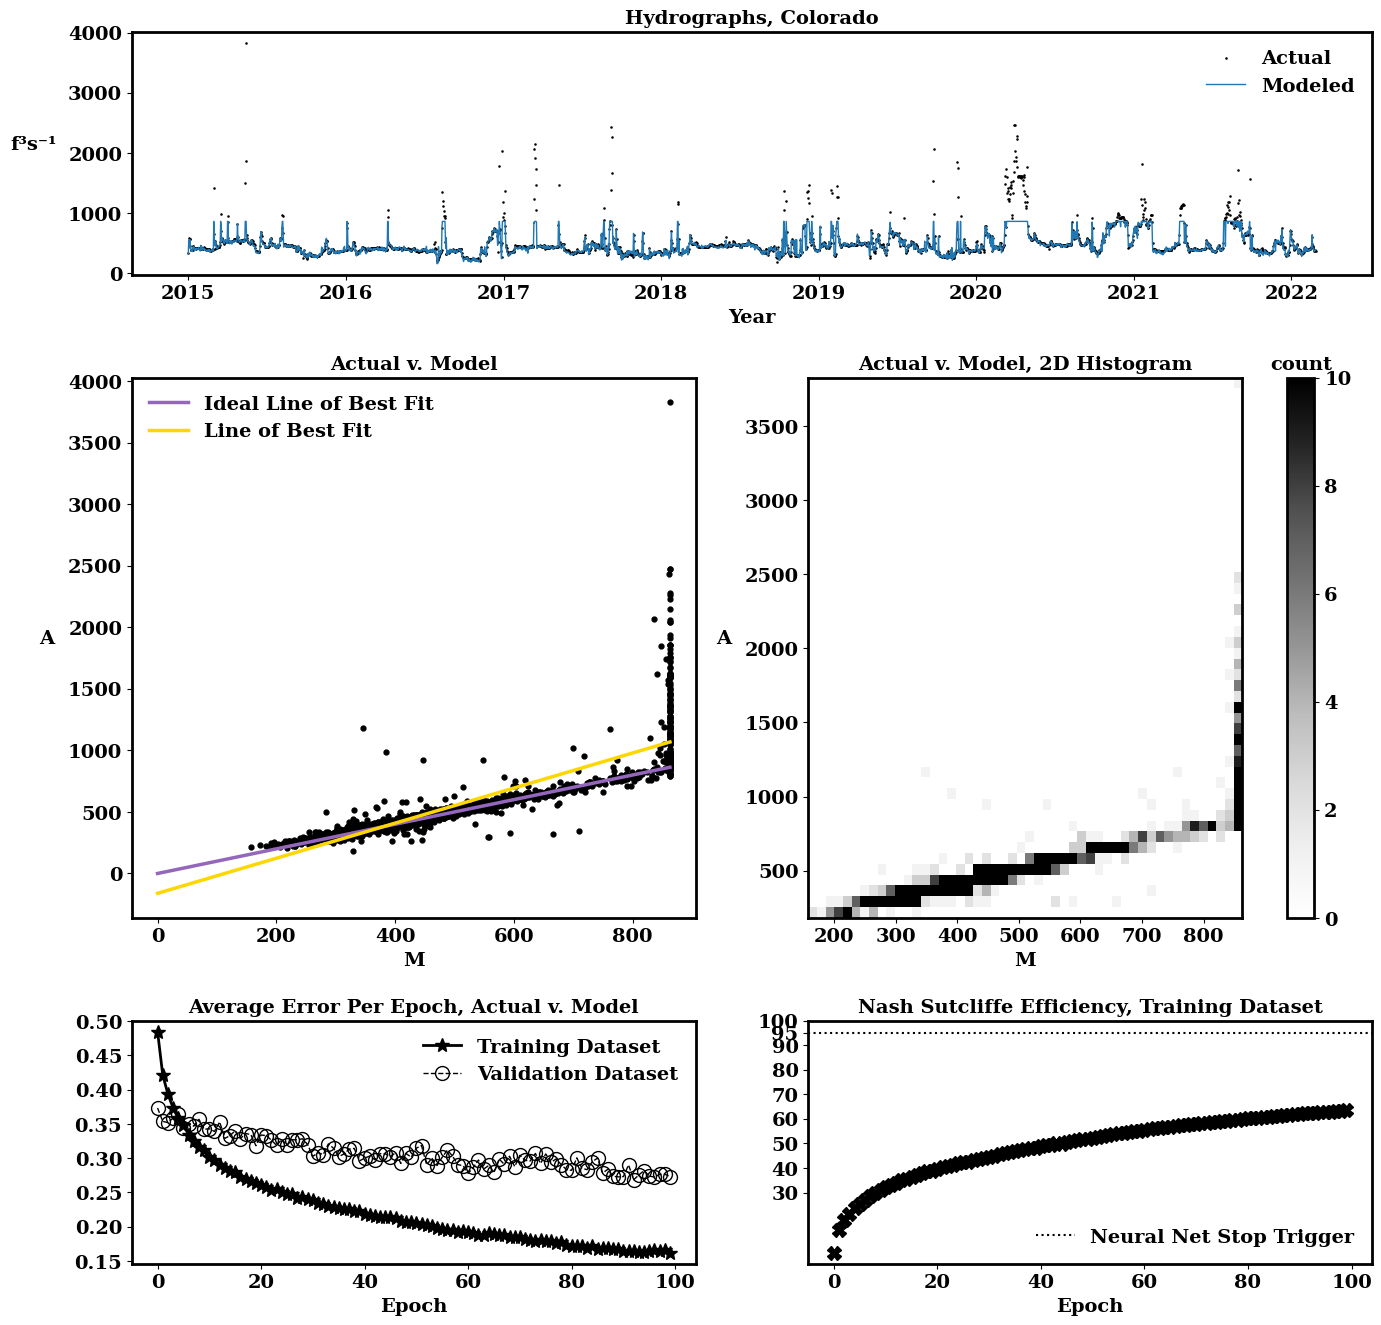 Hydrographs, Colorado
4000
3000
f³s⁻¹
2000
1000
0
Actual
Modeled
2015 2016 2017 2018 2019 2020 2021 2022
Year
Actual v. Model
4000
3500
3000
2500
2000
A
1500
1000
500
0
Ideal Line of Best Fit
Line of Best Fit
0 200 400 600 800
M
Actual v. Model, 2D Histogram
3500
3000
2500
2000
A
1500
1000
500
200 300 400 500 600 700 800
M
count
10
8
6
4
2
0
Average Error Per Epoch, Actual v. Model
0.50
0.45
0.40
0.35
0.30
0.25
0.20
0.15
Training Dataset
Validation Dataset
0 20 40 60 80 100
Epoch
Nash Sutcliffe Efficiency, Training Dataset
100
95
90
80
70
60
50
40
30
Neural Net Stop Trigger
0 20 40 60 80 100
Epoch